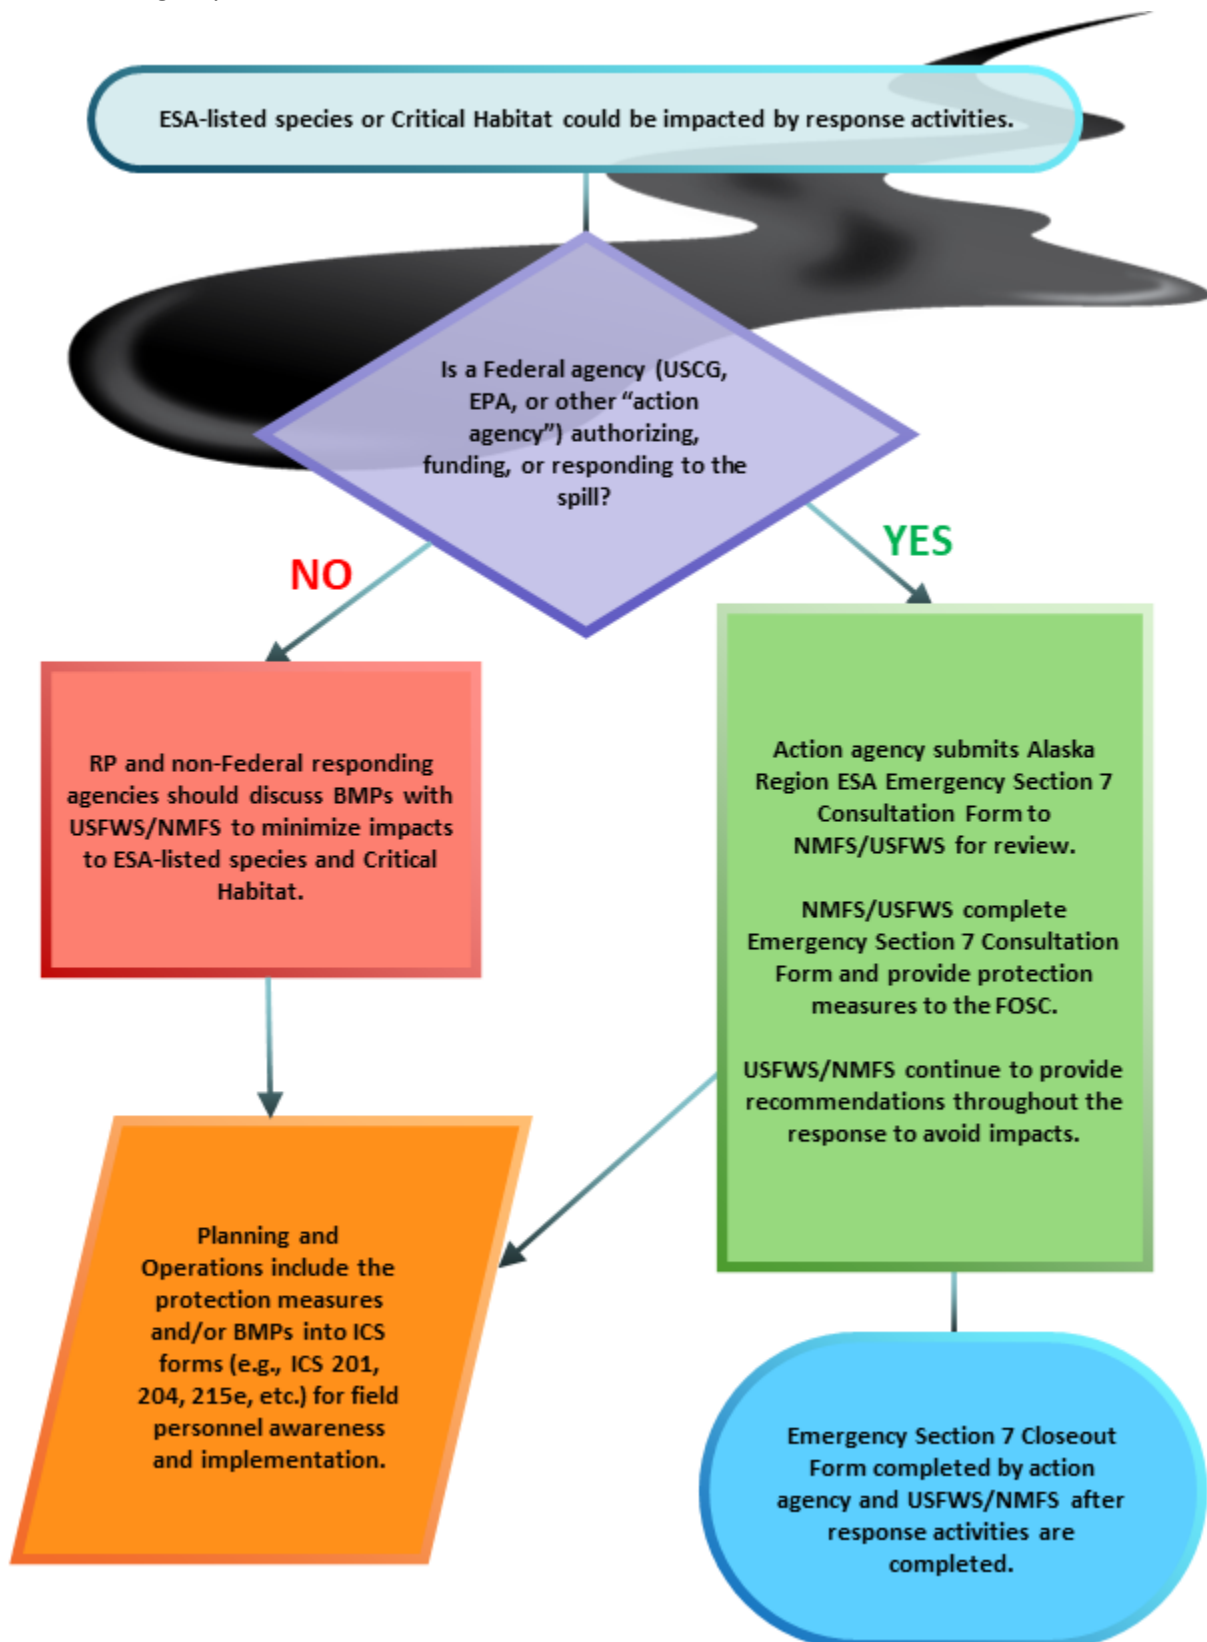 ESA-listed species or Critical Habitat could be impacted by response activities.
Is a Federal agency (USCG,
EPA, or other “action
agency”) authorizing,
funding, or responding to the
spill?
NO
YES
RP and non-Federal responding
agencies should discuss BMPs with
USFWS/NMFS to minimize impacts
to ESA-listed species and Critical
Habitat.
Action agency submits Alaska
Region ESA Emergency Section 7
Consultation Form to
NMFS/USFWS for review.
NMFS/USFWS complete
Emergency Section 7 Consultation
Form and provide protection
measures to the FOSC.
USFWS/NMFS continue to provide
recommendations throughout the
response to avoid impacts.
Planning and
Operations include the
protection measures
and/or BMPs into ICS
forms (e.g., ICS 201,
204, 215e, etc.) for field
personnel awareness
and implementation.
Emergency Section 7 Closeout
Form completed by action
agency and USFWS/NMFS after
response activities are
completed.